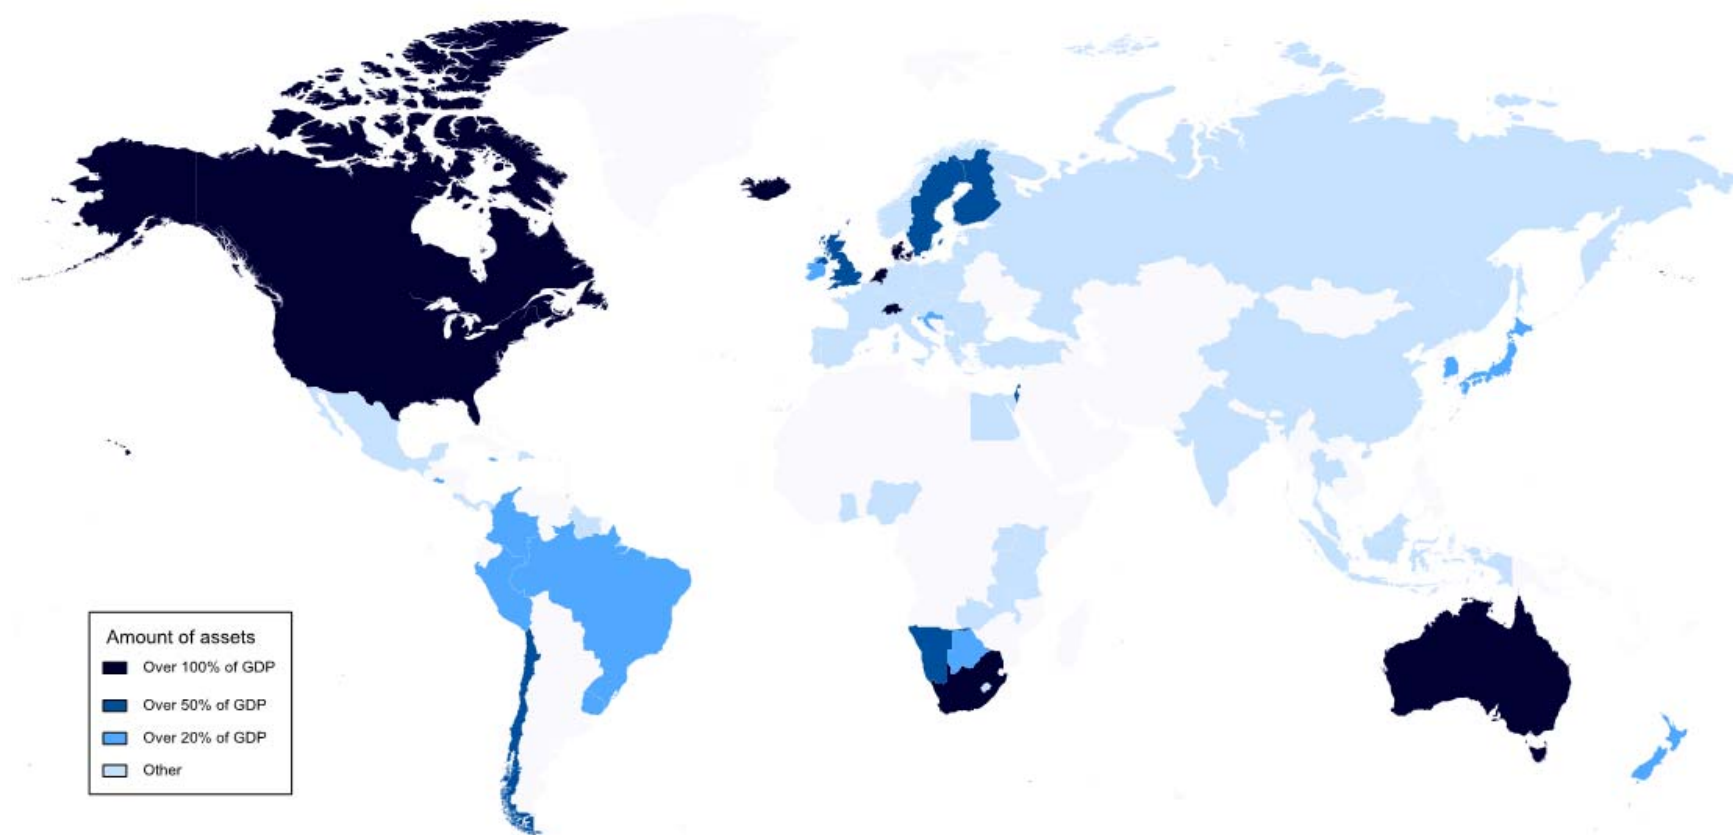 Amount of assets
Over 100% of GDP
Over 50% of GDP
Over 20% of GDP
Other